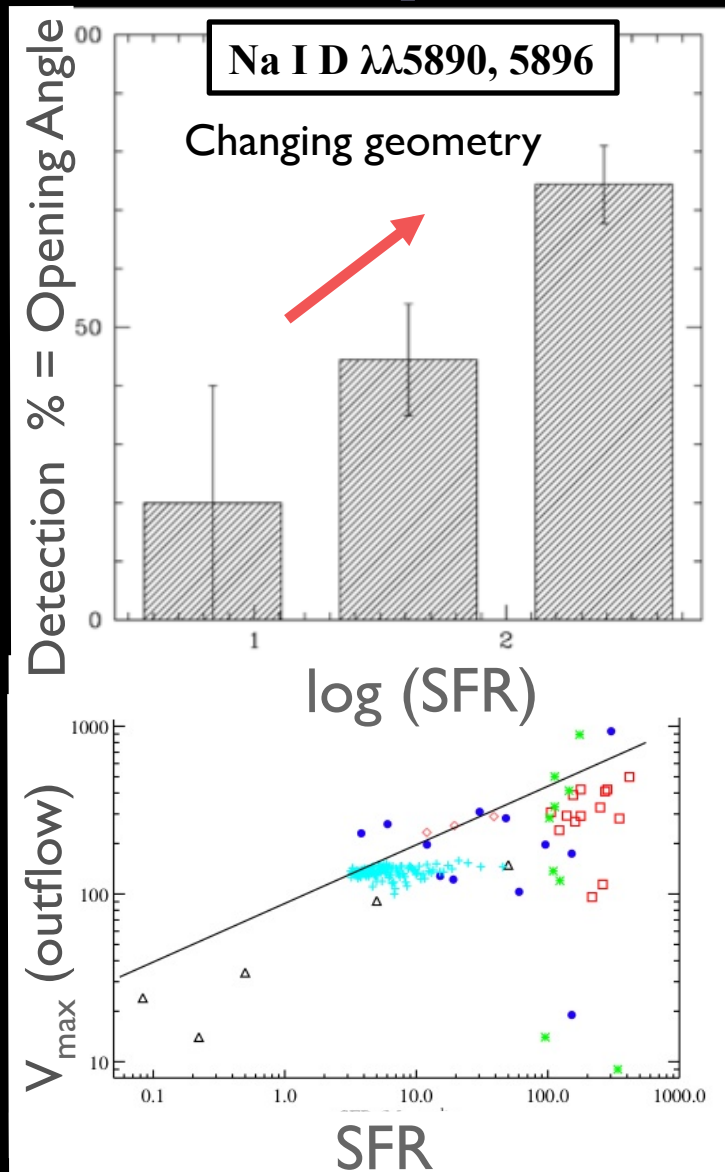 Na I D λλ5890, 5896
Changing geometry
Detection % = Opening Angle
00
50
0
1
2
log (SFR)
Vmax (outflow)
1000
100
10
0.1
1.0
10.0
100.0
1000.0
SFR